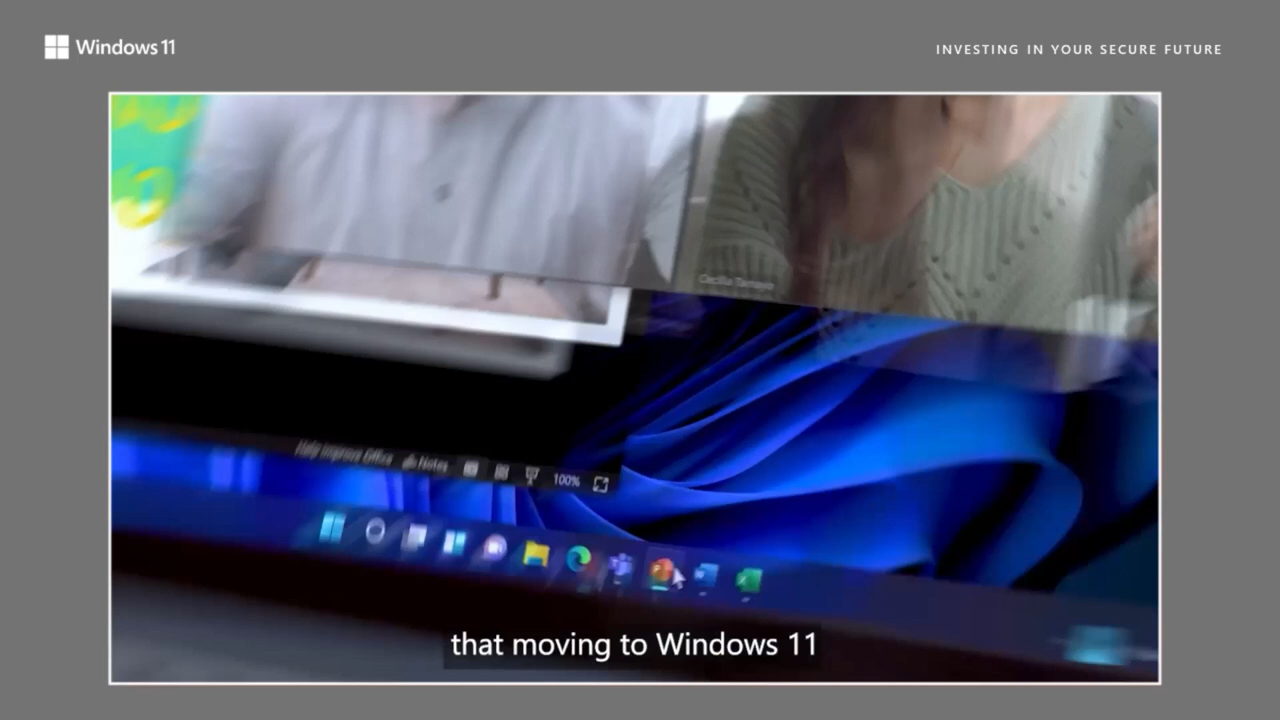 Windows 11
INVESTING IN YOUR SECURE FUTURE
Help improve Office Notes 100%
that moving to Windows 11